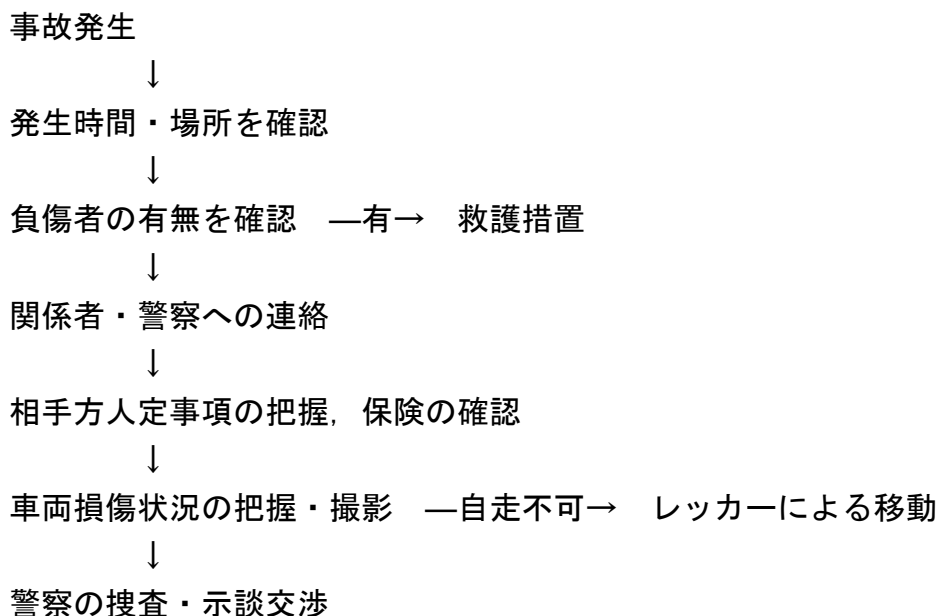 事故発生
↓
発生時間・場所を確認
↓
負傷者の有無を確認　―有→　救護措置
↓
関係者・警察への連絡
↓
相手方人定事項の把握，保険の確認
↓
車両損傷状況の把握・撮影　―自走不可→　レッカーによる移動
↓
警察の捜査・示談交渉